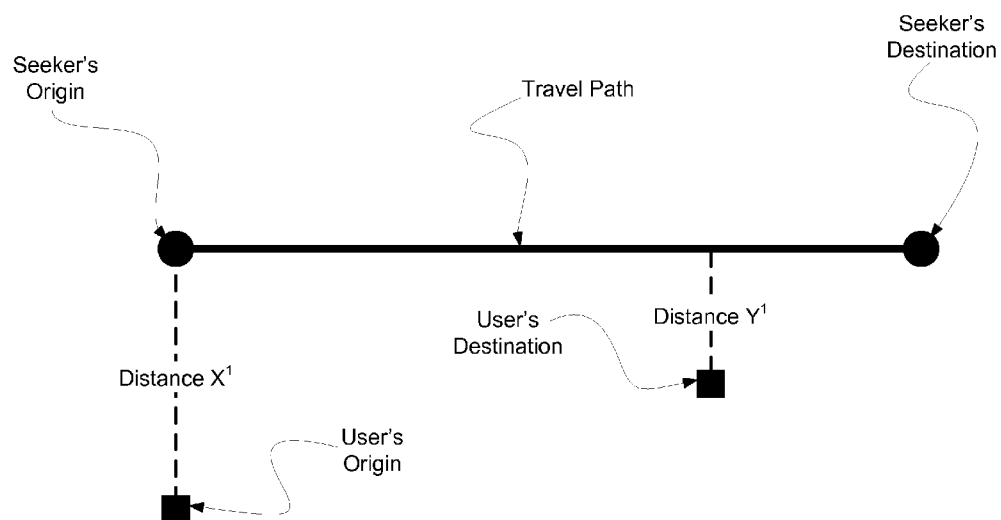 Seeker's
Destination
Seeker's
Origin
Travel Path
User's
Destination
Distance Y¹
Distance X¹
User's
Origin